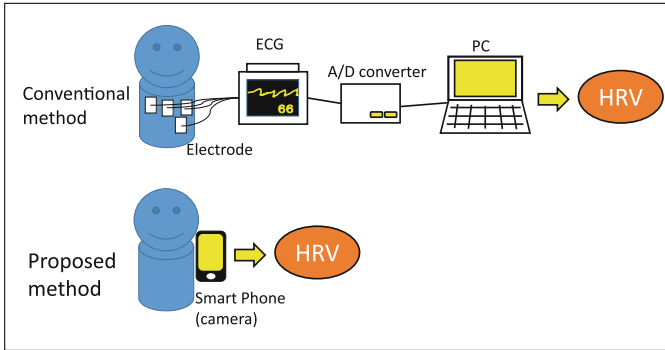 ECG
PC
A/D converter
Conventional
method
66
HRV
Electrode
Proposed
method
HRV
Smart Phone
(camera)